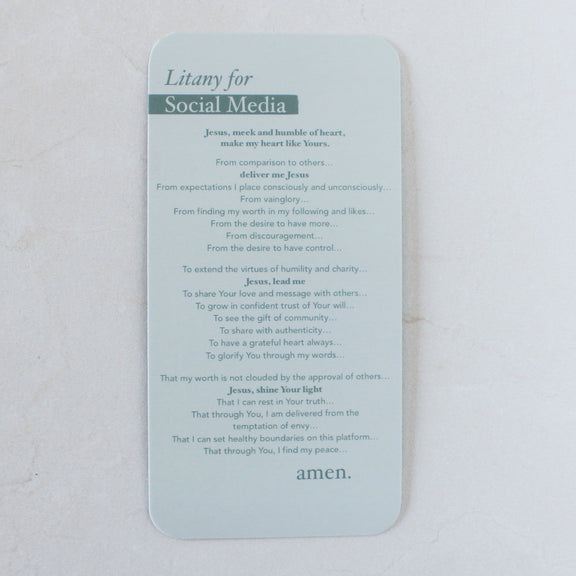 Litany for
Social Media
Jesus, meek and humble of heart,
make my heart like Yours.
From comparison to others...
deliver me Jesus
From expectations I place consciously and unconsciously...
From vainglory...
From finding my worth in my following and likes...
From the desire to have more...
From discouragement...
From the desire to have control...
To extend the virtues of humility and charity...
Jesus, lead me
To share Your love and message with others...
To grow in confident trust of Your will...
To see the gift of community...
To share with authenticity...
To have a grateful heart always...
To glorify You through my words...
That my worth is not clouded by the approval of others...
Jesus, shine Your light
That I can rest in Your truth...
That through You, I am delivered from the
temptation of envy...
That I can set healthy boundaries on this platform...
That through You, I find my peace...
amen.